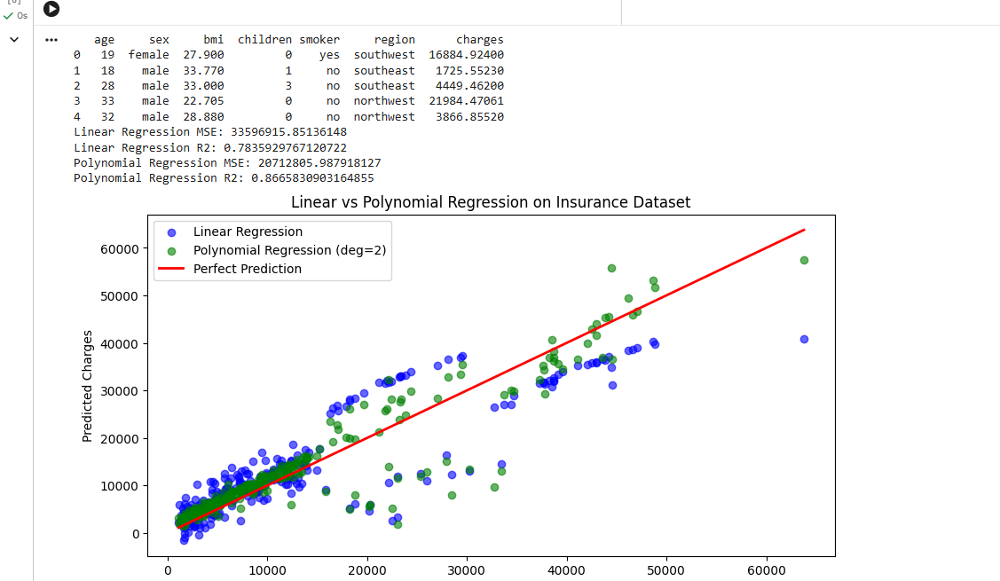 0s
age sex bmi children smoker region charges
0 19 female 27.900 0 yes southwest 16884.92400
1 18 male 33.770 1 no southeast 1725.55230
2 28 male 33.000 3 no southeast 4449.46200
3 33 male 22.705 0 no northwest 21984.47061
4 32 male 28.880 0 no northwest 3866.85520
Linear Regression MSE: 33596915.85136148
Linear Regression R2: 0.7835929767120722
Polynomial Regression MSE: 20712805.987918127
Polynomial Regression R2: 0.8665830903164855
Linear vs Polynomial Regression on Insurance Dataset
Linear Regression
Polynomial Regression (deg=2)
Perfect Prediction
60000
50000
40000
30000
20000
10000
0
Predicted Charges
0 10000 20000 30000 40000 50000 60000